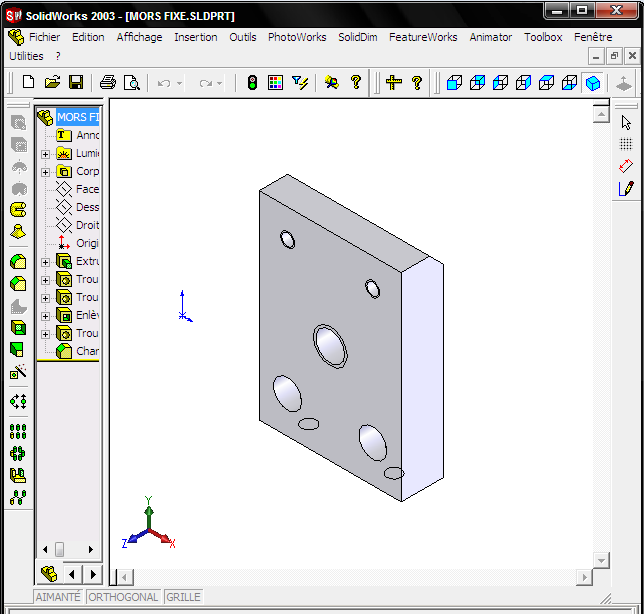 SolidWorks 2003 - [MORS FIXE.SLDPRT]
Fichier Edition Affichage Insertion Outils PhotoWorks SolidDim FeatureWorks Animator Toolbox Fenêtre
Utilities ?
MORS FI
Anno
Lumi
Corp
Face
Dess
Droit
Origi
Extru
Trou
Trou
Enlè
Trou
Char
Y
Z X
AIMANTÉ ORTHOGONAL GRILLE